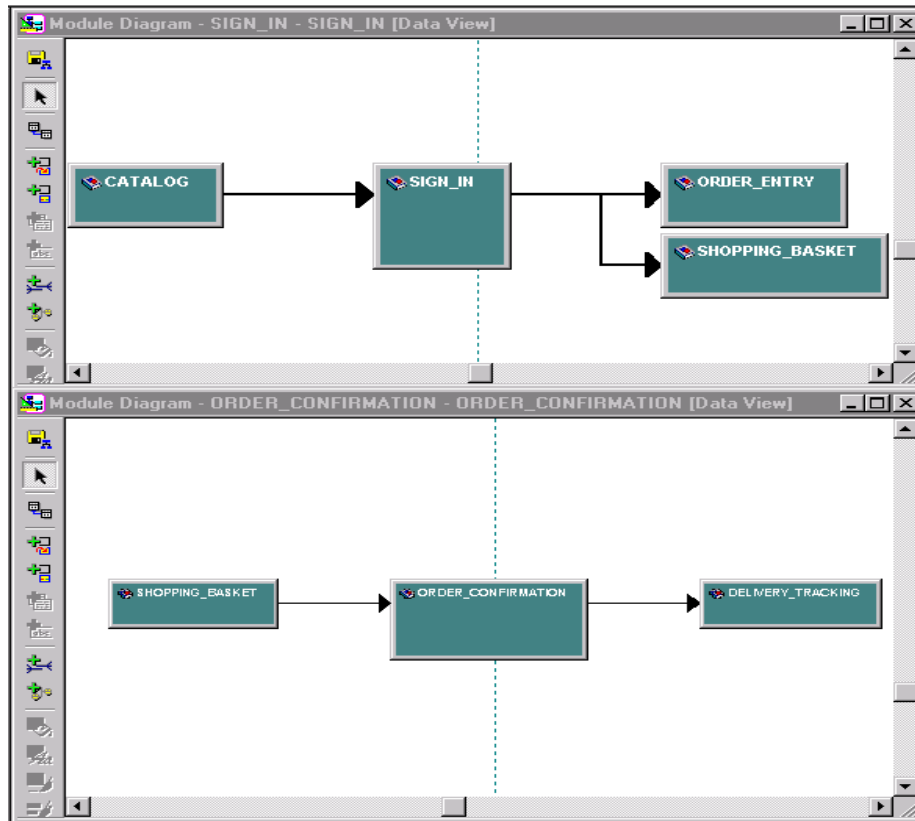 Module Diagram - SIGN_IN - SIGN_IN [Data View]
CATALOG
SIGN_IN
ORDER_ENTRY
SHOPPING_BASKET
Module Diagram - ORDER_CONFIRMATION - ORDER_CONFIRMATION [Data View]
SHOPPING_BASKET
ORDER_CONFIRMATION
DELIVERY_TRACKING